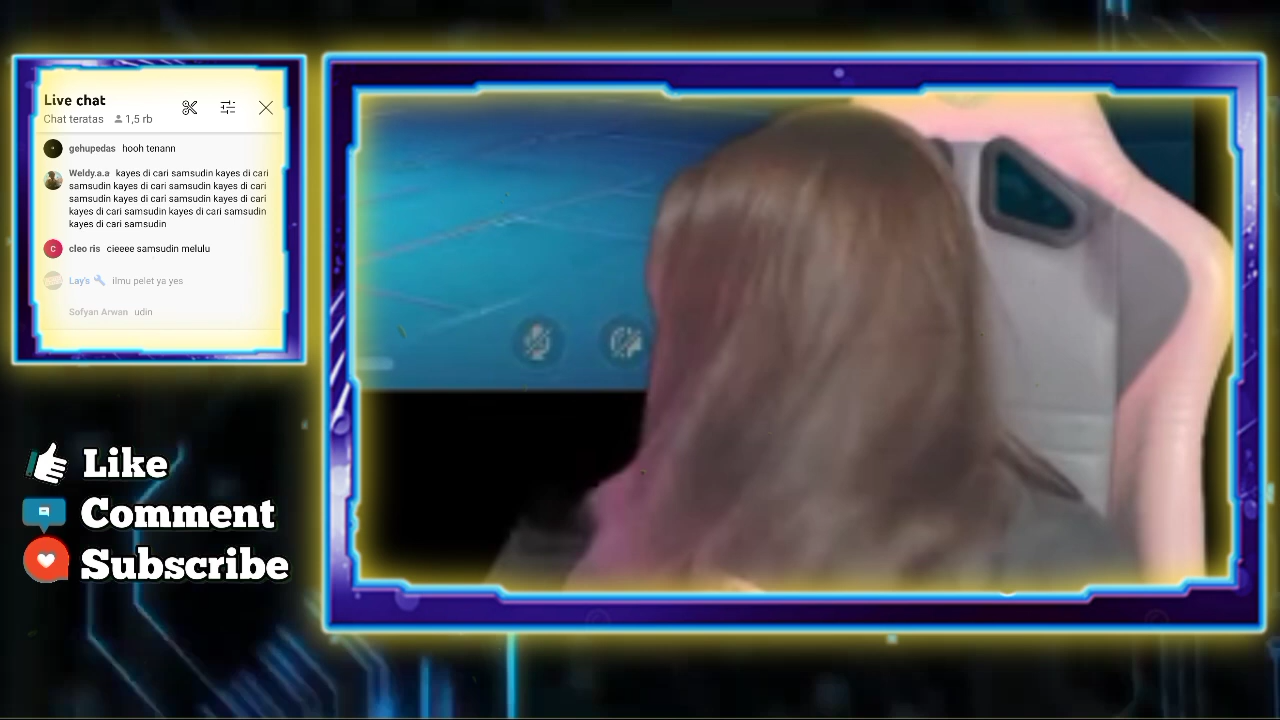 Live chat
Chat teratas 1,5 rb
gehupedas hooh tenann
Weldy.a.a kayes di cari samsudin kayes di cari
samsudin kayes di cari samsudin kayes di cari
samsudin kayes di cari samsudin kayes di cari
kayes di cari samsudin kayes di cari samsudin
kayes di cari samsudin
C cleo ris cieeee samsudin melulu
Lay's ilmu pelet ya yes
Sofyan Arwan udin
Like
Comment
Subscribe